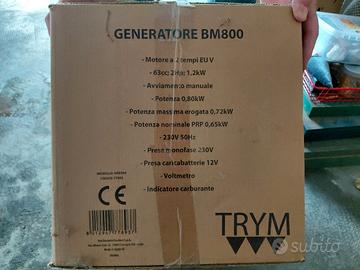 GENERATORE BM800
- Motore a 2 tempi EU V
- 63cc; 2Hp; 1,2kW
- Avviamento manuale
- Potenza 0,80kW
- Potenza massima erogata 0,72kW
- Potenza nominale PRP 0,65kW
- 230V 50Hz
- Presa monofase 230V
- Presa caricabatterie 12V
- Voltmetro
- Indicatore carburante
CE
TRYM
subito